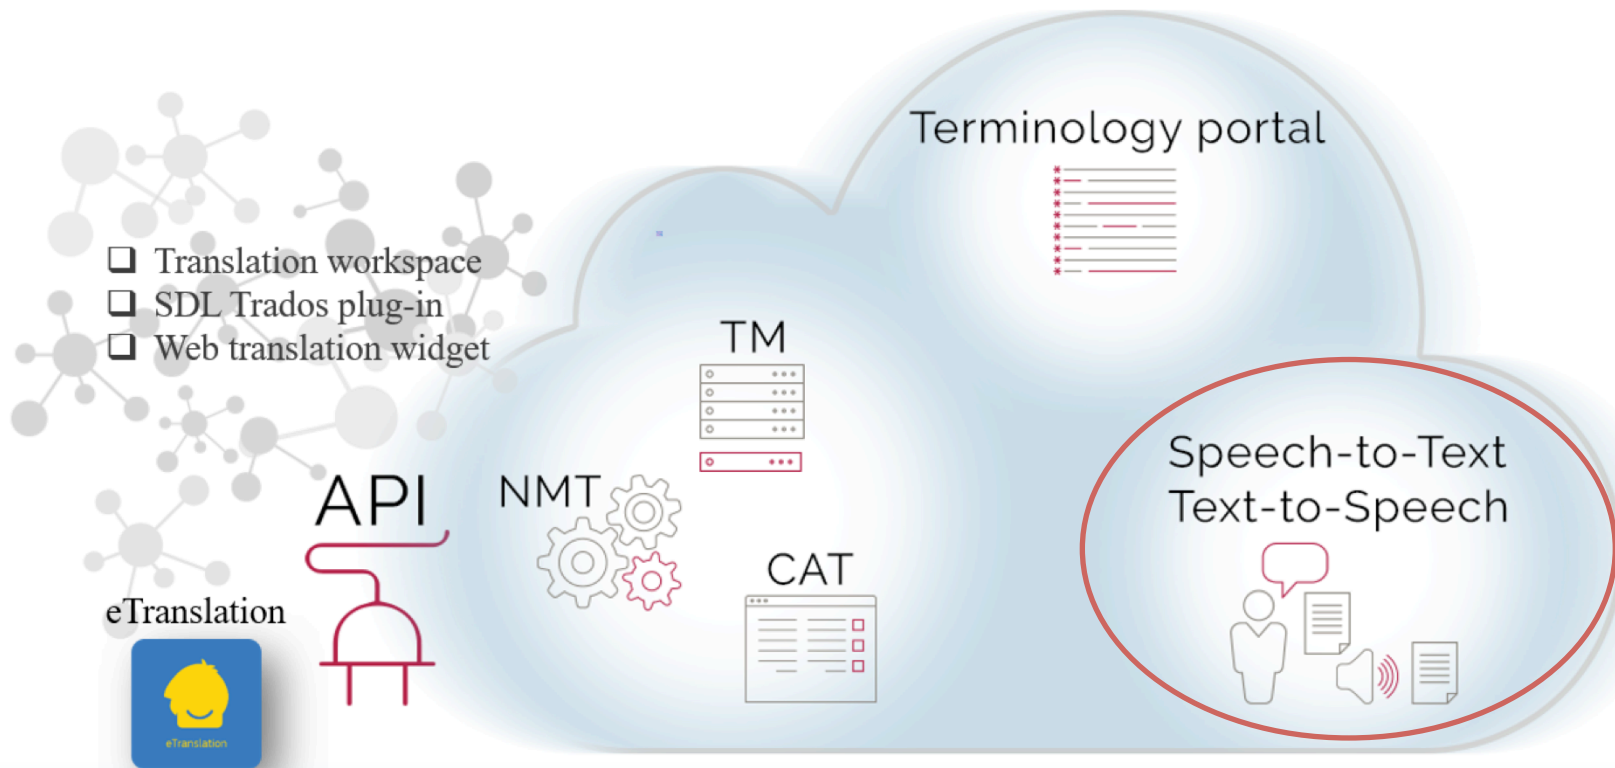 Terminology portal
❑ Translation workspace
❑ SDL Trados plug-in
❑ Web translation widget
TM
Speech-to-Text
Text-to-Speech
API
NMT
CAT
eTranslation
eTranslation